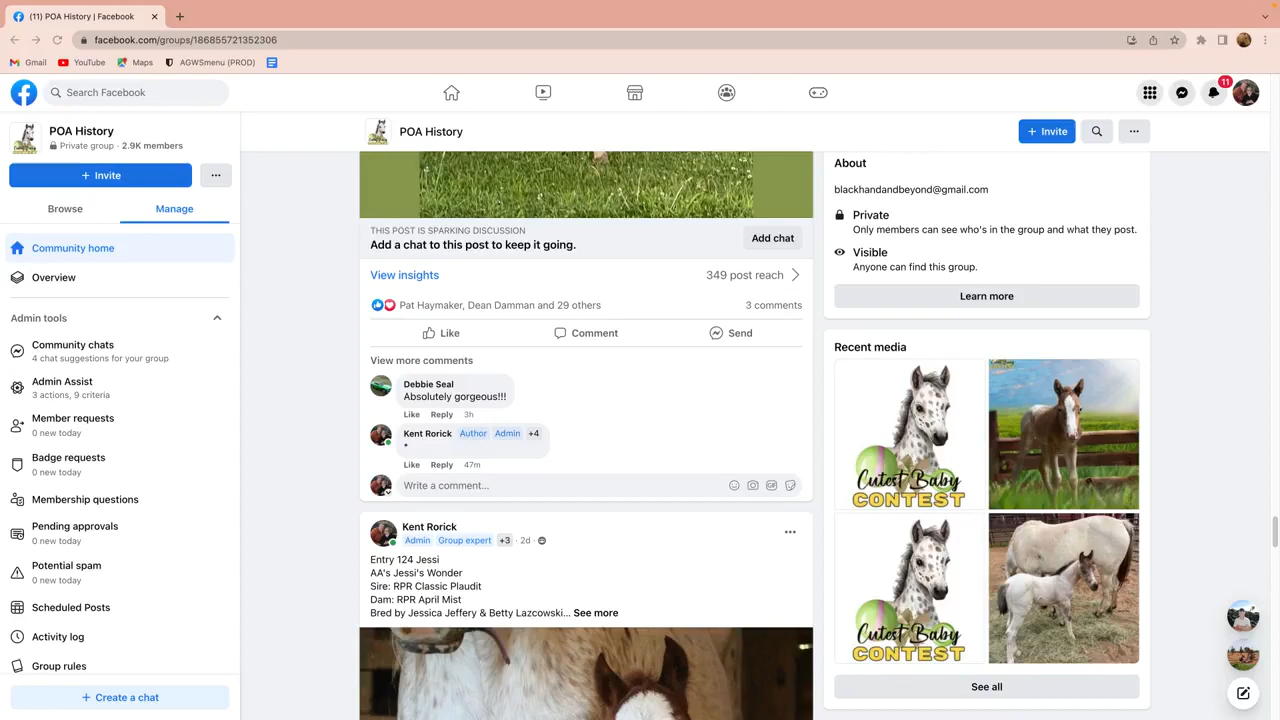 (11) POA History | Facebook
facebook.com/groups/186855721352306
Gmail YouTube Maps AGWSmenu (PROD)
Search Facebook
11
POA History
Private group · 2.9K members
+ Invite
Browse Manage
Community home
Overview
Admin tools
Community chats
4 chat suggestions for your group
Admin Assist
3 actions, 9 criteria
Member requests
0 new today
Badge requests
0 new today
Membership questions
Pending approvals
0 new today
Potential spam
0 new today
Scheduled Posts
Activity log
Group rules
+ Create a chat
POA History
+ Invite
THIS POST IS SPARKING DISCUSSION
Add a chat to this post to keep it going.
Add chat
View insights 349 post reach
Pat Haymaker, Dean Damman and 29 others 3 comments
Like Comment Send
View more comments
Debbie Seal
Absolutely gorgeous!!!
Like Reply 3h
Kent Rorick Author Admin +4
*
Like Reply 47m
Write a comment...
GIF
Kent Rorick
Admin Group expert +3 · 2d ·
Entry 124 Jessi
AA's Jessi's Wonder
Sire: RPR Classic Plaudit
Dam: RPR April Mist
Bred by Jessica Jeffery & Betty Lazcowski... See more
About
blackhandandbeyond@gmail.com
Private
Only members can see who's in the group and what they post.
Visible
Anyone can find this group.
Learn more
Recent media
Cutest Baby
CONTEST
Cutest Baby
CONTEST
See all